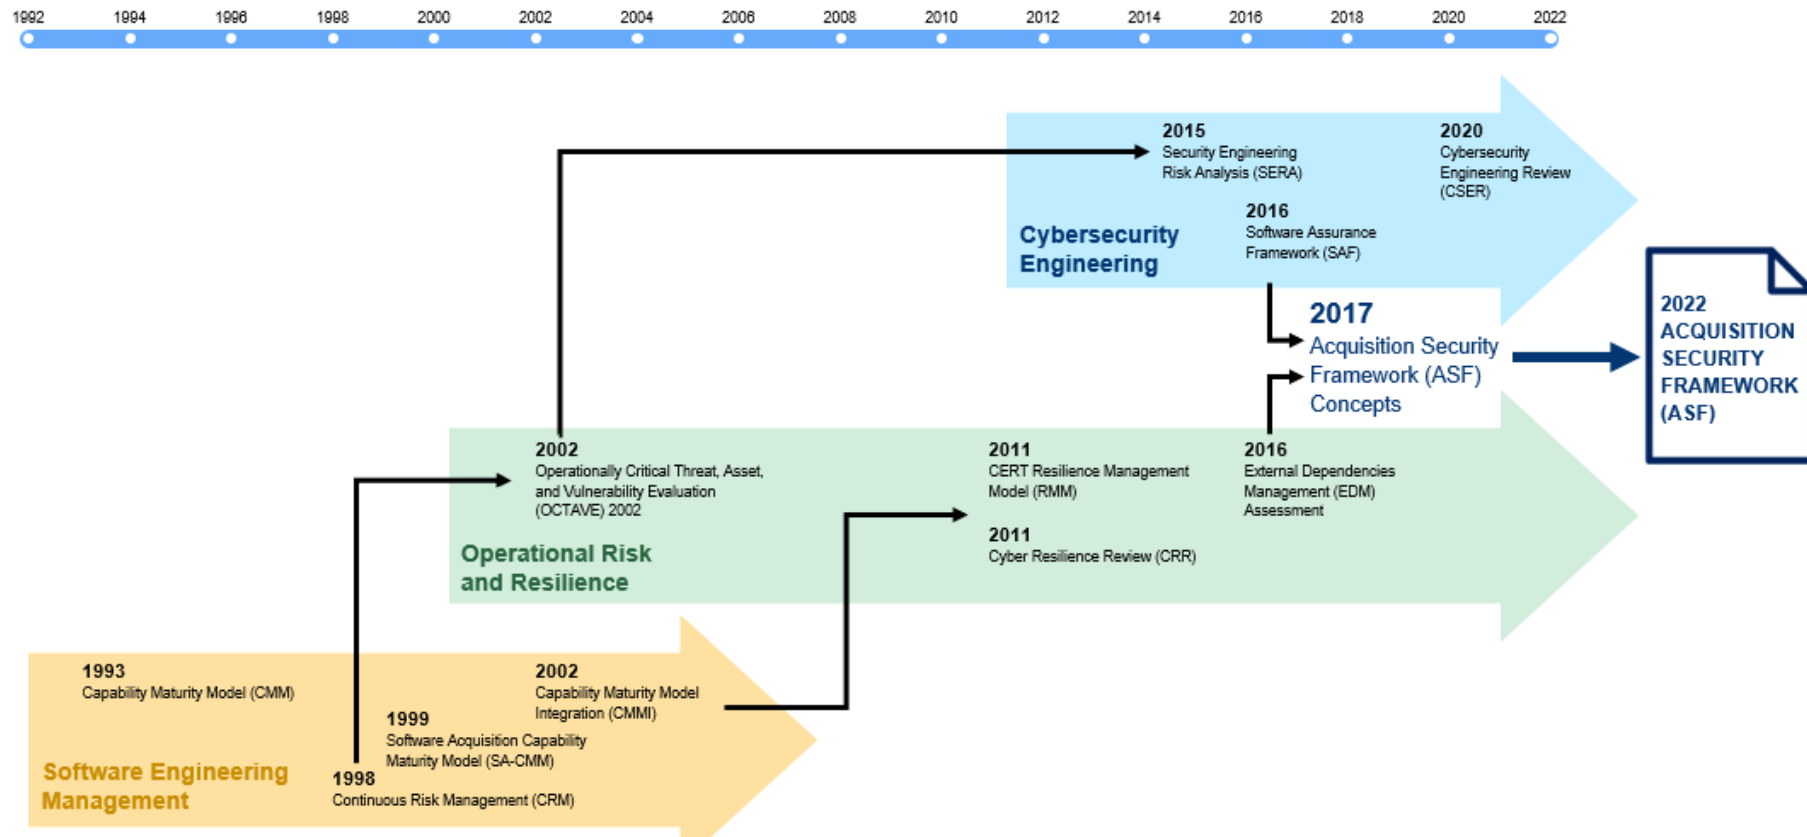 1992 1994 1996 1998 2000 2002 2004 2006 2008 2010 2012 2014 2016 2018 2020 2022
2015
Security Engineering
Risk Analysis (SERA)
2020
Cybersecurity
Engineering Review
(CSER)
2016
Software Assurance
Framework (SAF)
Cybersecurity
Engineering
2017
Acquisition Security
Framework (ASF)
Concepts
2022
ACQUISITION
SECURITY
FRAMEWORK
(ASF)
2002
Operationally Critical Threat, Asset,
and Vulnerability Evaluation
(OCTAVE) 2002
2011
CERT Resilience Management
Model (RMM)
2011
Cyber Resilience Review (CRR)
2016
External Dependencies
Management (EDM)
Assessment
Operational Risk
and Resilience
1993
Capability Maturity Model (CMM)
2002
Capability Maturity Model
Integration (CMMI)
1999
Software Acquisition Capability
Maturity Model (SA-CMM)
1998
Continuous Risk Management (CRM)
Software Engineering
Management